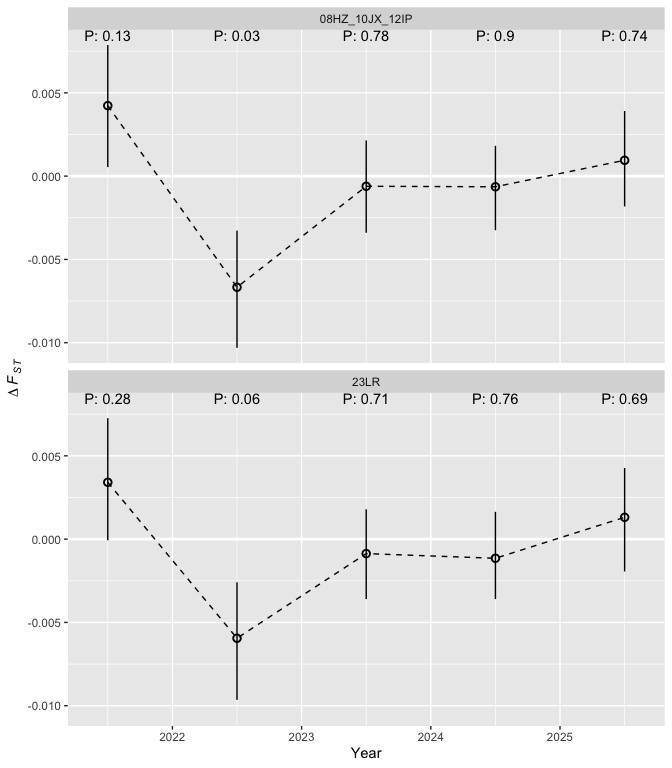 08HZ_10JX_12IP
P: 0.13 P: 0.03 P: 0.78 P: 0.9 P: 0.74
0.005
0.000
-0.005
-0.010
Δ F ST
23LR
P: 0.28 P: 0.06 P: 0.71 P: 0.76 P: 0.69
0.005
0.000
-0.005
-0.010
2022 2023 2024 2025
Year